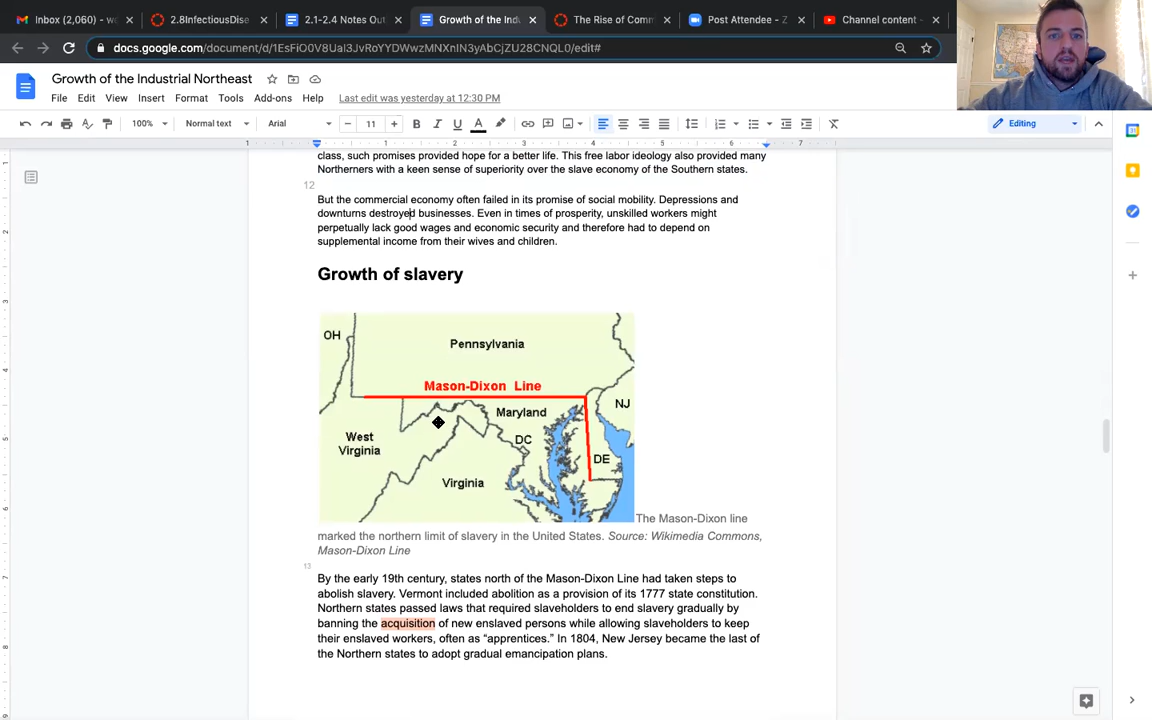 Inbox (2,060) - w
2.8InfectiousDise
2.1-2.4 Notes Out
Growth of the Ind
The Rise of Comm
Post Attendee - Z
Channel content -
docs.google.com/document/d/1EsFiO0V8Ual3JvRoYYDWwzMNXnIN3yAbCjZU28CNQL0/edit#
Growth of the Industrial Northeast
File Edit View Insert Format Tools Add-ons Help Last edit was yesterday at 12:30 PM
100% Normal text Arial 11 B I U A Editing
1 1 2 3 4 5 6 7
class, such promises provided hope for a better life. This free labor ideology also provided many
Northerners with a keen sense of superiority over the slave economy of the Southern states.
12
But the commercial economy often failed in its promise of social mobility. Depressions and
downturns destroyed businesses. Even in times of prosperity, unskilled workers might
perpetually lack good wages and economic security and therefore had to depend on
supplemental income from their wives and children.
Growth of slavery
OH
Pennsylvania
Mason-Dixon Line
NJ
Maryland
West
Virginia
DC
DE
Virginia
The Mason-Dixon line
marked the northern limit of slavery in the United States. Source: Wikimedia Commons,
Mason-Dixon Line
13
By the early 19th century, states north of the Mason-Dixon Line had taken steps to
abolish slavery. Vermont included abolition as a provision of its 1777 state constitution.
Northern states passed laws that required slaveholders to end slavery gradually by
banning the acquisition of new enslaved persons while allowing slaveholders to keep
their enslaved workers, often as “apprentices.” In 1804, New Jersey became the last of
the Northern states to adopt gradual emancipation plans.